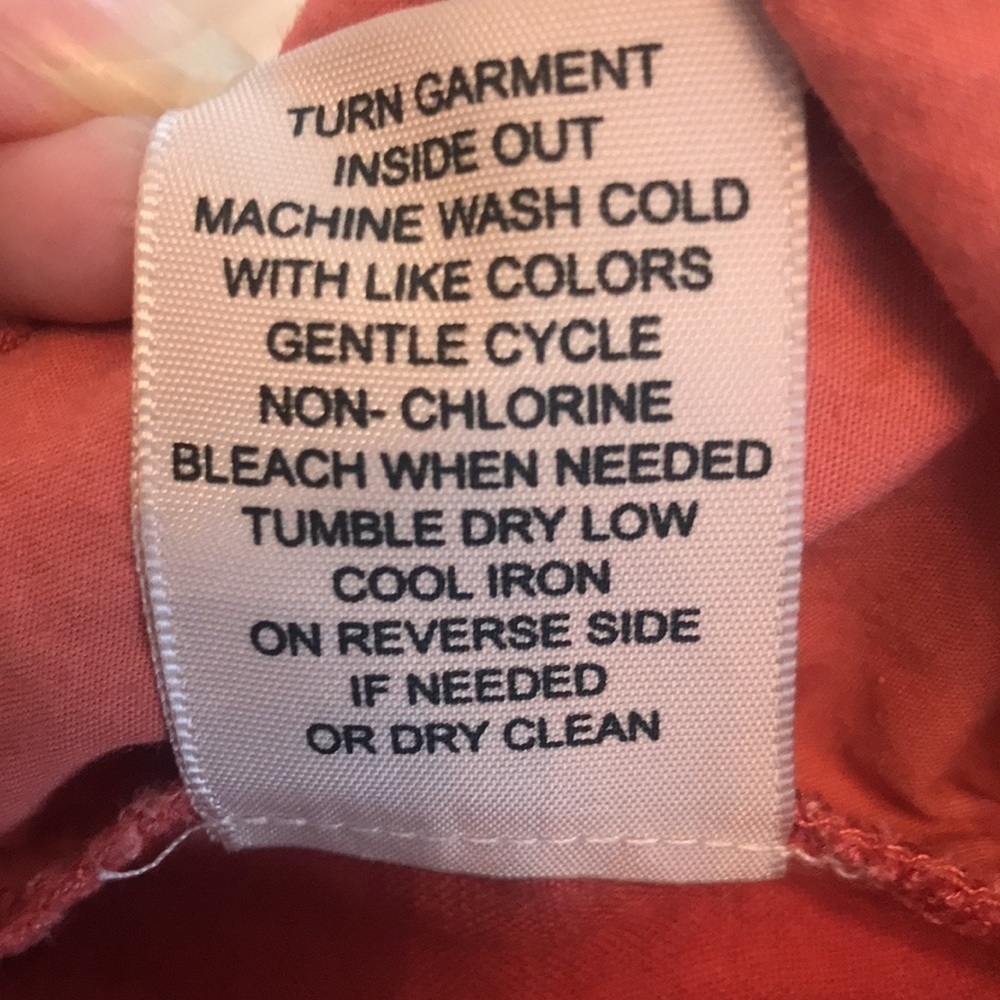 TURN GARMENT
INSIDE OUT
MACHINE WASH COLD
WITH LIKE COLORS
GENTLE CYCLE
NON- CHLORINE
BLEACH WHEN NEEDED
TUMBLE DRY LOW
COOL IRON
ON REVERSE SIDE
IF NEEDED
OR DRY CLEAN